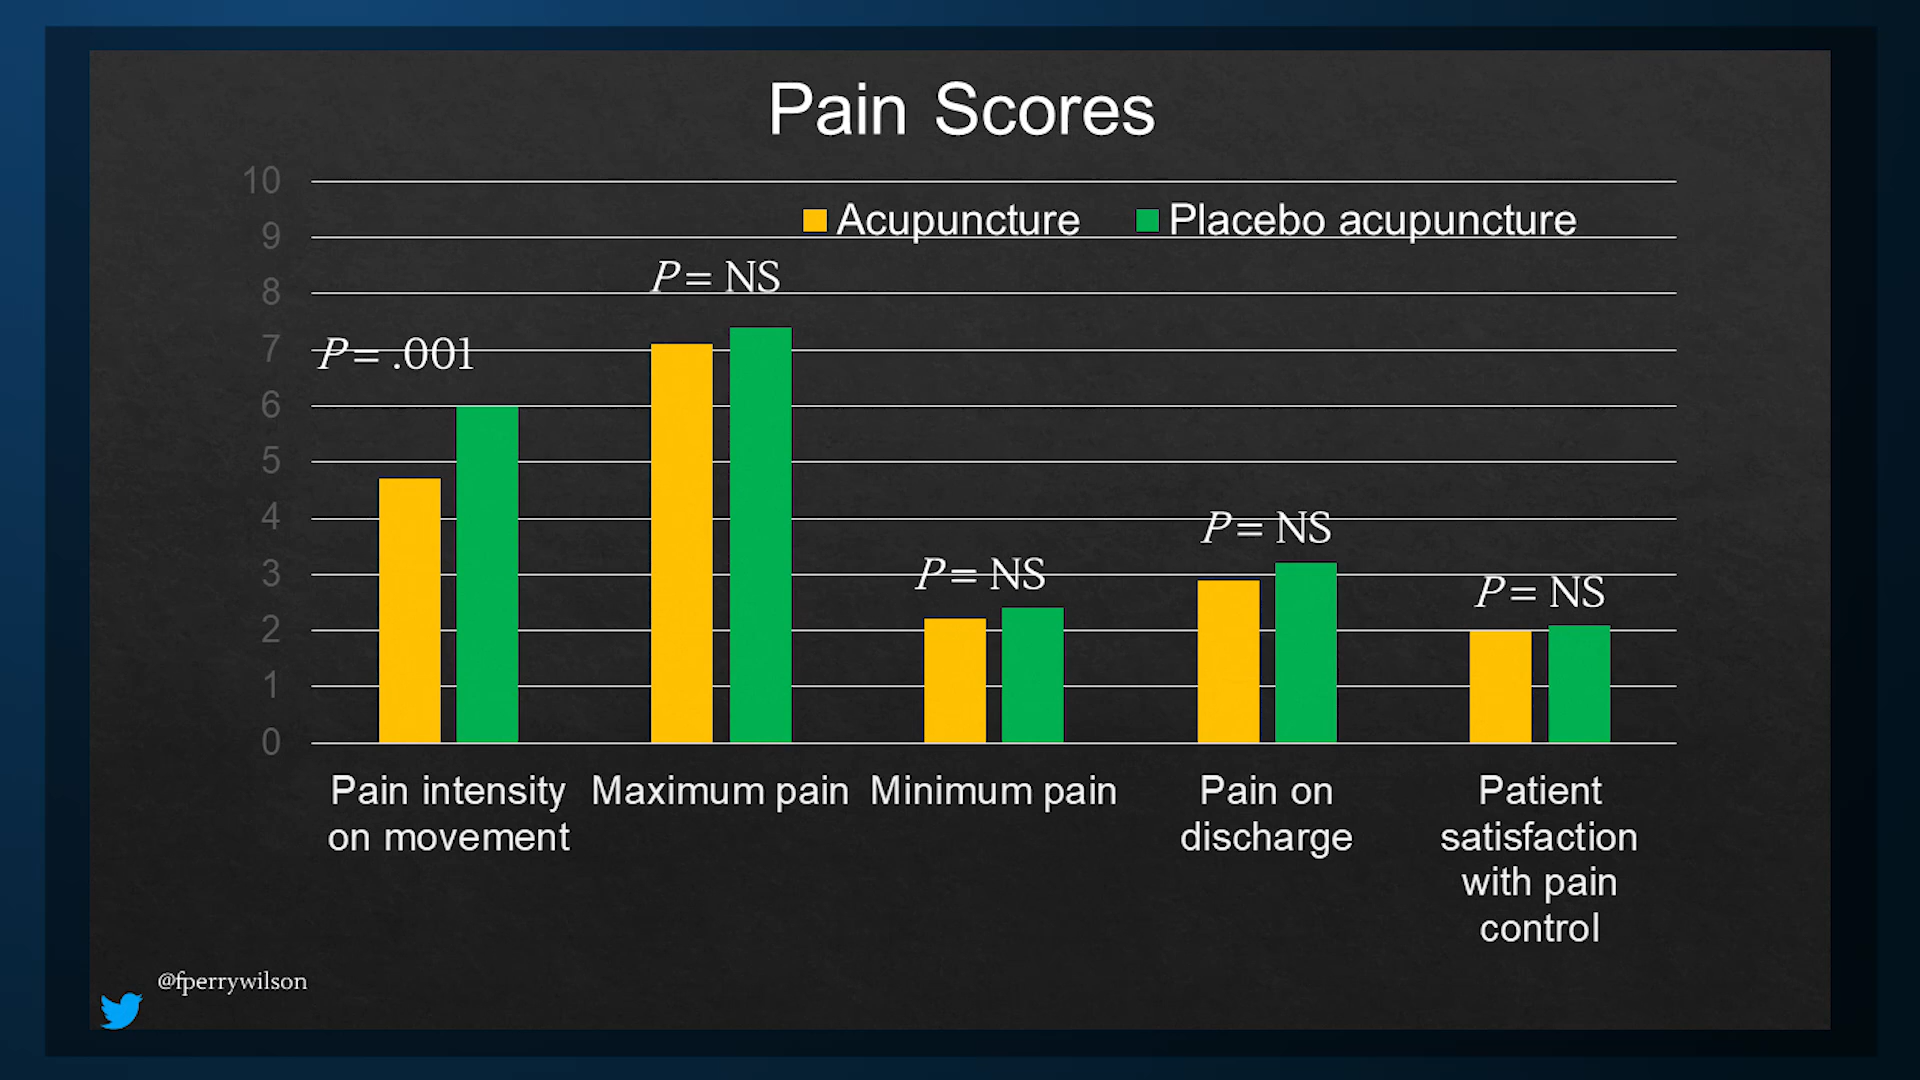 Pain Scores
10
Acupuncture Placebo acupuncture
9
P = NS
8
P = .001
7
6
5
P = NS
4
P = NS
3
P = NS
2
1
0
Pain intensity
on movement
Maximum pain
Minimum pain
Pain on
discharge
Patient
satisfaction
with pain
control
@fperrywilson